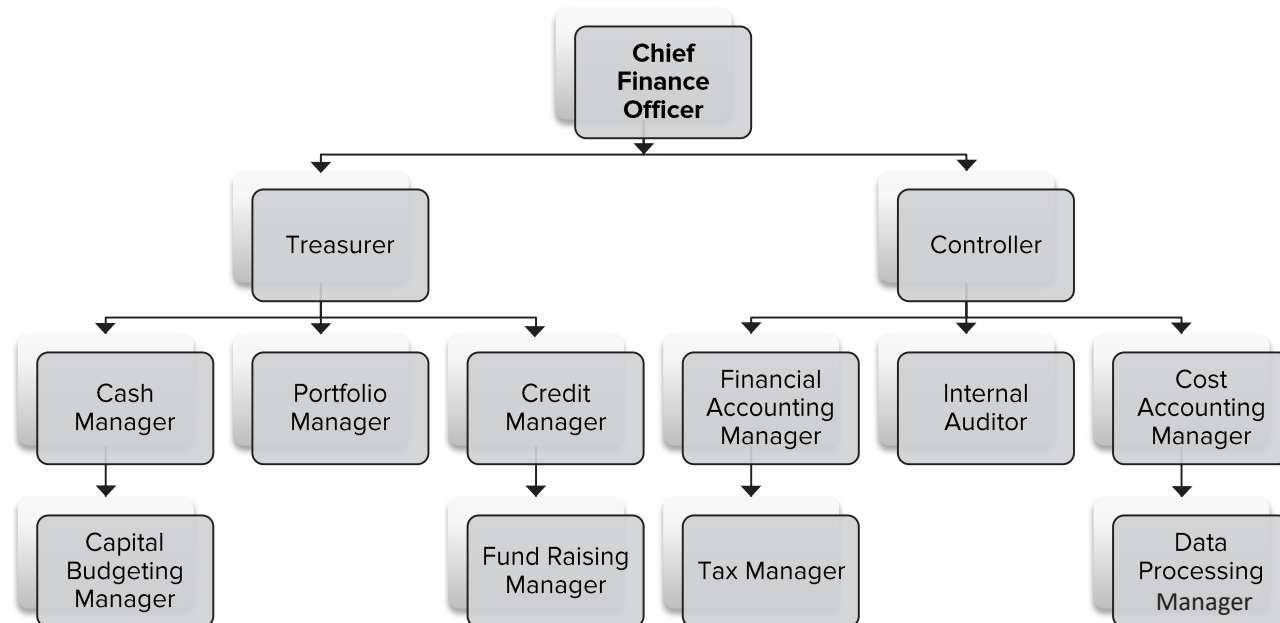 Chief
Finance
Officer
Treasurer
Controller
Cash
Manager
Portfolio
Manager
Credit
Manager
Financial
Accounting
Manager
Internal
Auditor
Cost
Accounting
Manager
Capital
Budgeting
Manager
Fund Raising
Manager
Tax Manager
Data
Processing
Manager